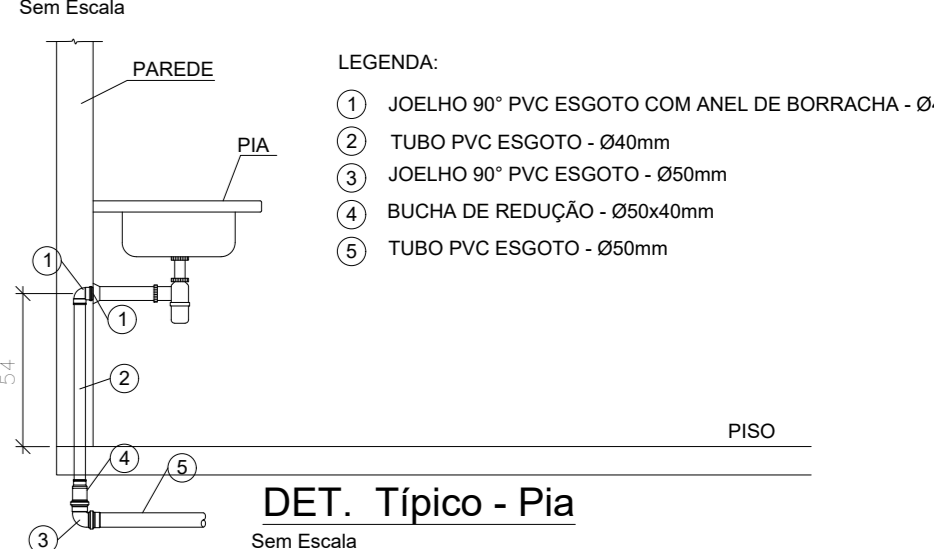 Sem Escala
PAREDE
LEGENDA:
1 JOELHO 90° PVC ESGOTO COM ANEL DE BORRACHA -
2 TUBO PVC ESGOTO - Ø40mm
PIA
3 JOELHO 90° PVC ESGOTO - Ø50mm
4 BUCHA DE REDUÇÃO - Ø50x40mm
5 TUBO PVC ESGOTO - Ø50mm
1
1
2
54
PISO
4
5
DET. Típico - Pia
3
Sem Escala